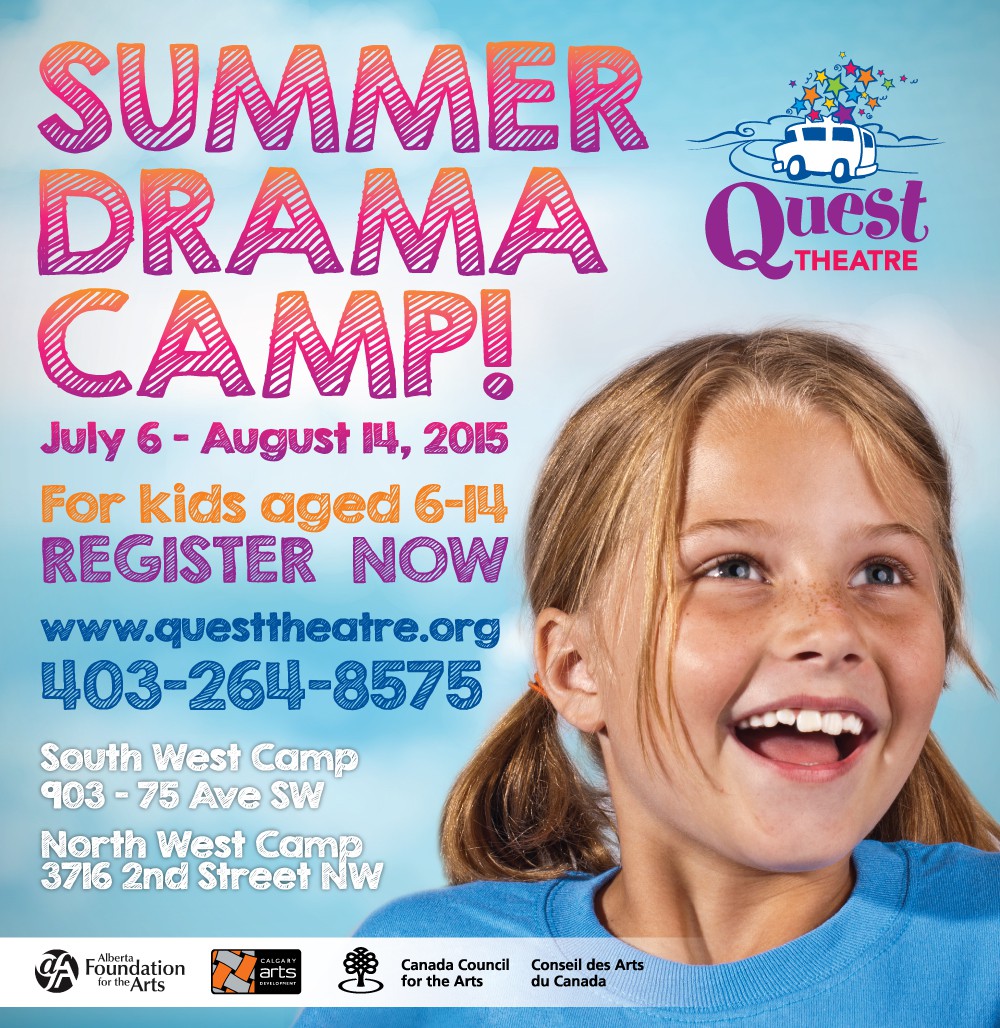 SUMMER
DRAMA
CAMP!
July 6 - August 14, 2015
For kids aged 6-14
REGISTER NOW
www.questtheatre.org
403-264-8575
South West Camp
903 - 75 Ave SW
North West Camp
3716 2nd Street NW
Quest
THEATRE
afA
Alberta
Foundation
for the Arts
CALGARY
arts
DEVELOPMENT
Canada Council
for the Arts
Conseil des Arts
du Canada